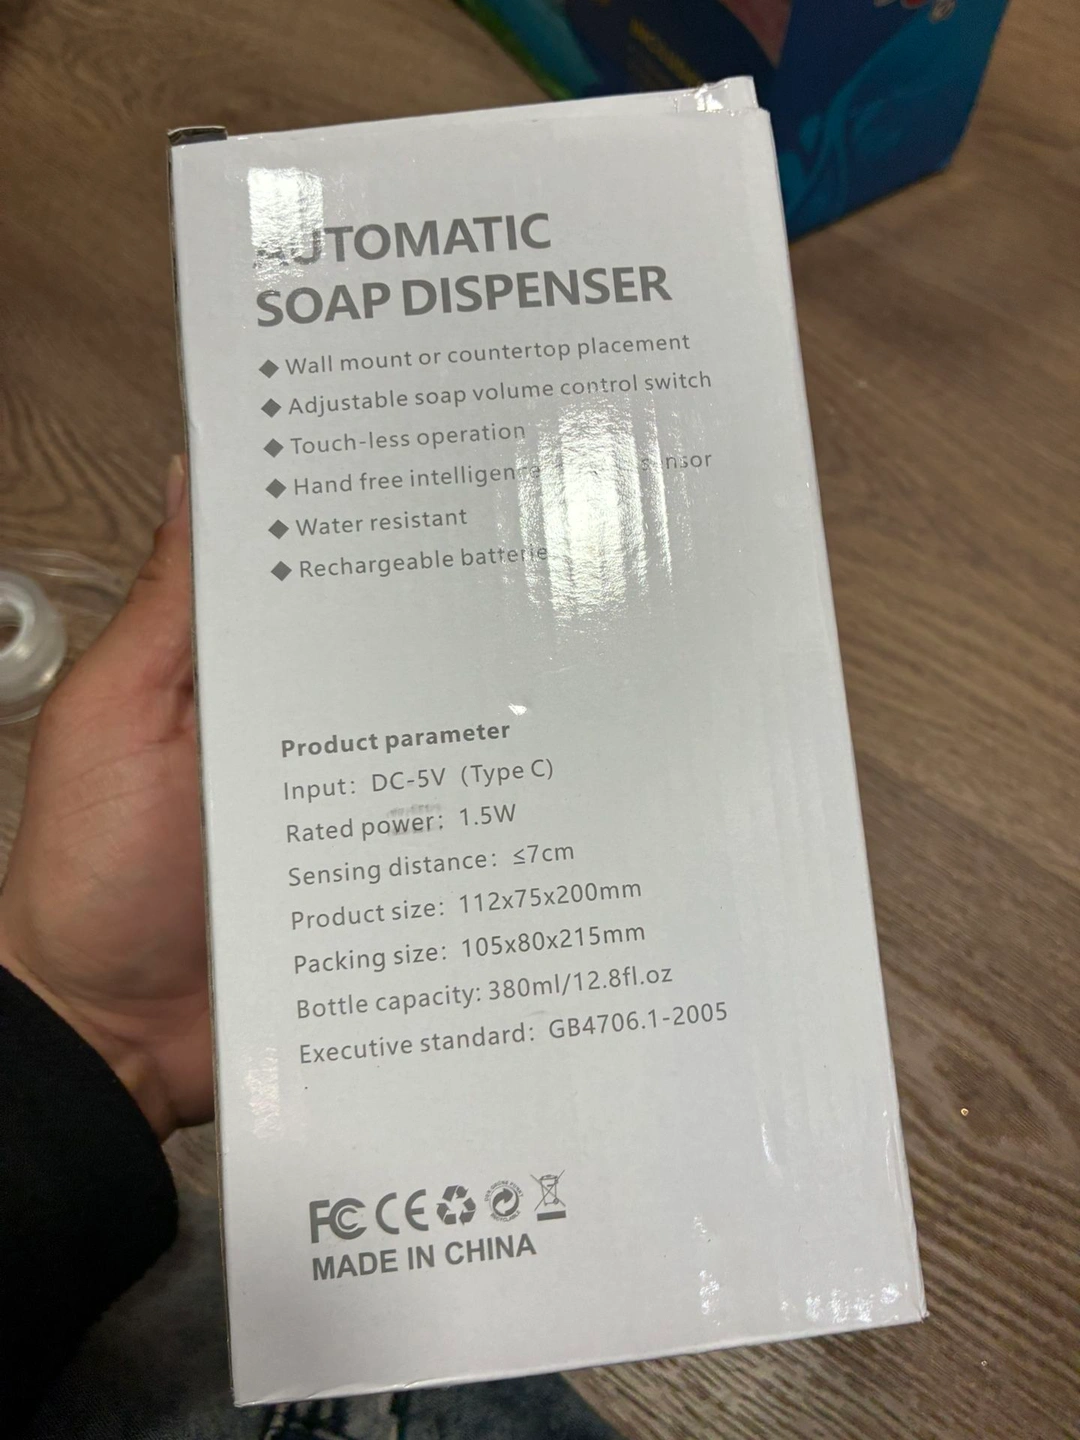 AUTOMATIC
SOAP DISPENSER
◆ Wall mount or countertop placement
◆ Adjustable soap volume control switch
◆ Touch-less operation
◆ Hand free intelligence sensor
◆ Water resistant
◆ Rechargeable batterie
Product parameter
Input: DC-5V (Type C)
Rated power: 1.5W
Sensing distance: ≤7cm
Product size: 112x75x200mm
Packing size: 105x80x215mm
Bottle capacity: 380ml/12.8fl.oz
Executive standard: GB4706.1-2005
FC CE
MADE IN CHINA